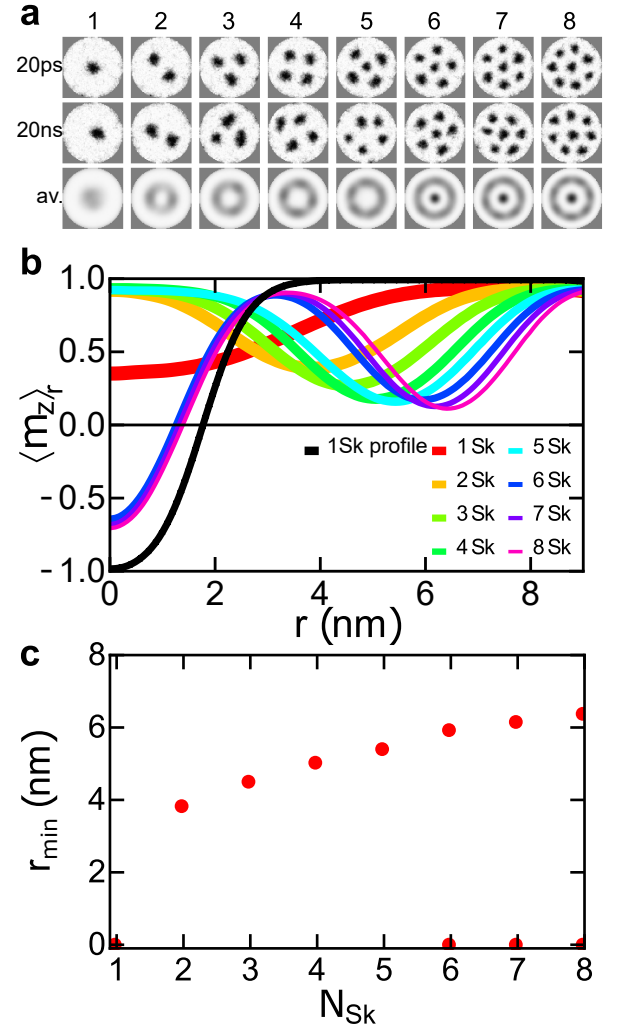 a
1 2 3 4 5 6 7 8
20ps
20ns
av.
b
1.0
0.5
0.0
-0.5
-1.0
⟨mz⟩r
1Sk profile
1 Sk
2 Sk
3 Sk
4 Sk
5 Sk
6 Sk
7 Sk
8 Sk
0 2 4 6 8
r (nm)
c
8
6
4
2
0
rmin (nm)
1 2 3 4 5 6 7 8
NSk